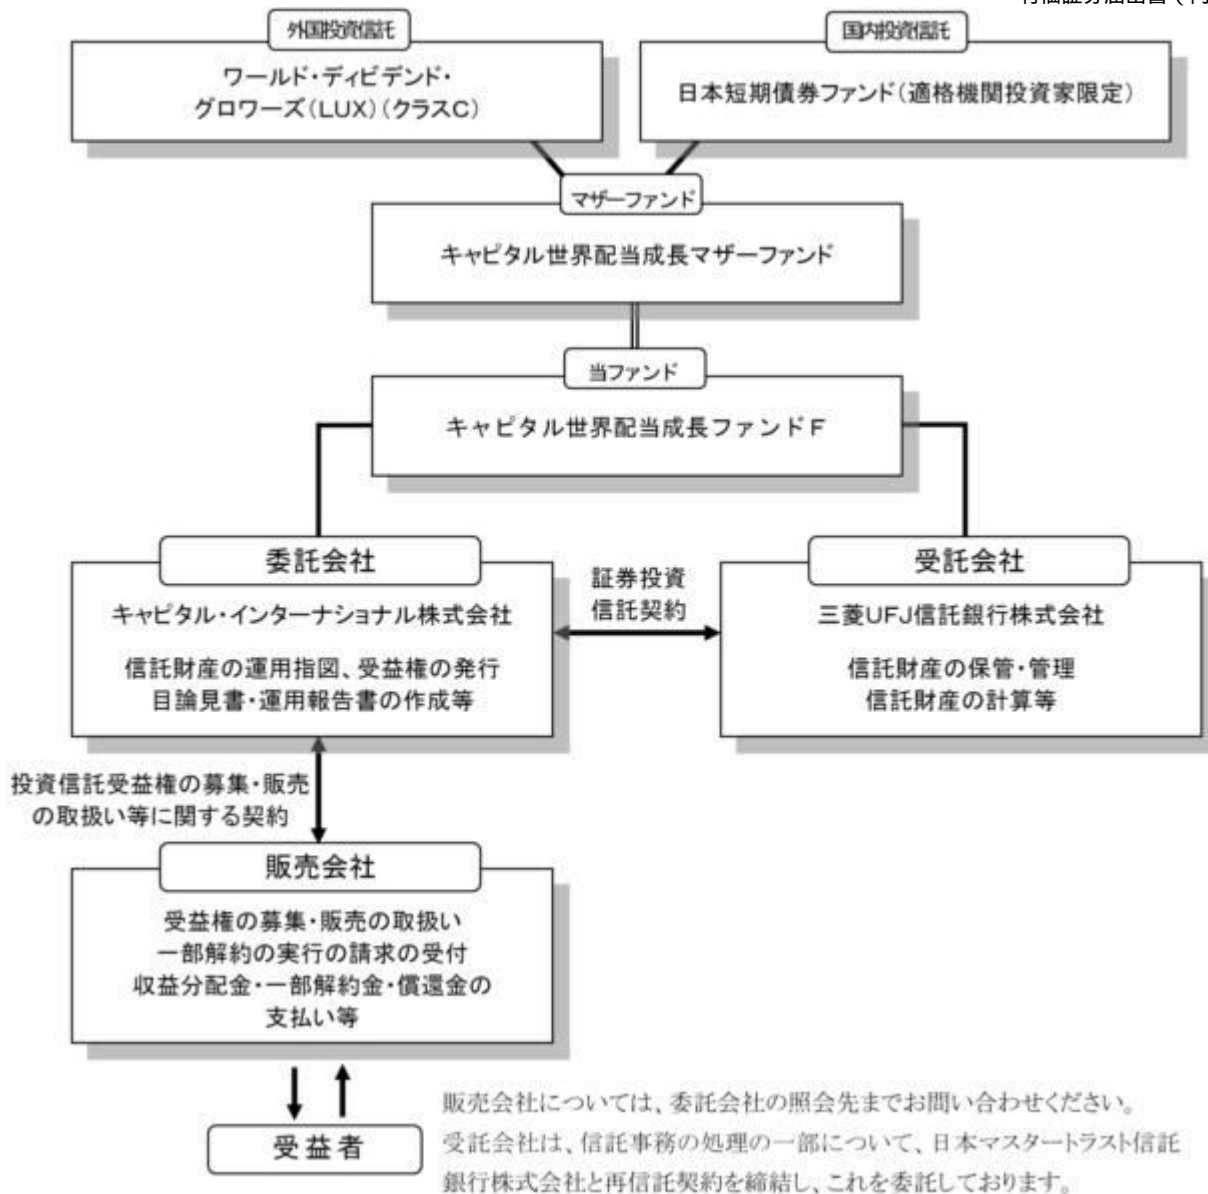 外国投資信託
ワールド・ディビデンド・
グロワーズ(LUX)(クラスC)
国内投資信託
日本短期債券ファンド(適格機関投資家限定)
マザーファンド
キャピタル世界配当成長マザーファンド
当ファンド
キャピタル世界配当成長ファンドF
委託会社
キャピタル・インターナショナル株式会社
信託財産の運用指図、受益権の発行
目論見書・運用報告書の作成等
証券投資
信託契約
受託会社
三菱UFJ信託銀行株式会社
信託財産の保管・管理
信託財産の計算等
投資信託受益権の募集・販売
の取扱い等に関する契約
販売会社
受益権の募集・販売の取扱い
一部解約の実行の請求の受付
収益分配金・一部解約金・償還金の
支払い等
受益者
販売会社については、委託会社の照会先までお問い合わせください。
受託会社は、信託事務の処理の一部について、日本マスタートラスト信託
銀行株式会社と再信託契約を締結し、これを委託しております。